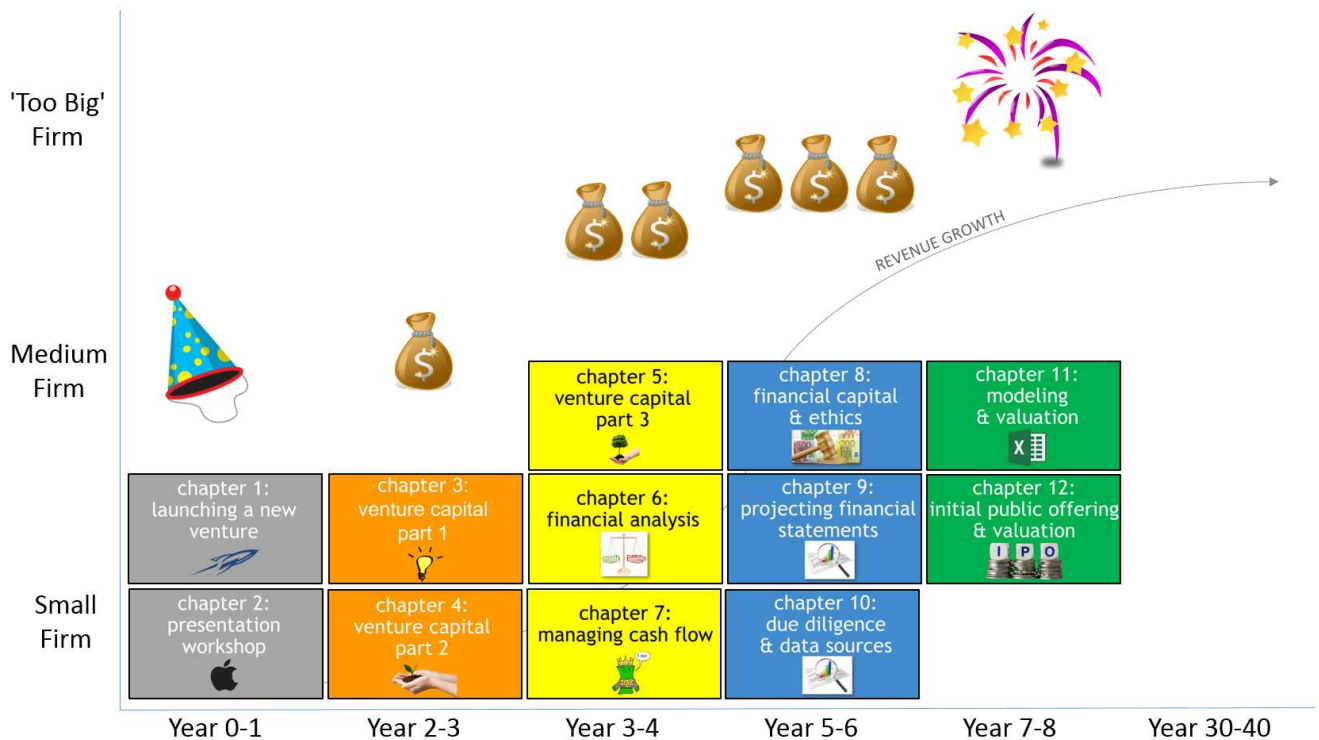 'Too Big'
Firm
REVENUE GROWTH
Medium
Firm
chapter 5:
venture capital
part 3
chapter 8:
financial capital
& ethics
chapter 11:
modeling
& valuation
chapter 1:
launching a new
venture
chapter 3:
venture capital
part 1
chapter 6:
financial analysis
chapter 9:
projecting financial
statements
chapter 12:
initial public offering
& valuation
I P O
Small
Firm
chapter 2:
presentation
workshop
chapter 4:
venture capital
part 2
chapter 7:
managing cash flow
chapter 10:
due diligence
& data sources
Year 0-1
Year 2-3
Year 3-4
Year 5-6
Year 7-8
Year 30-40